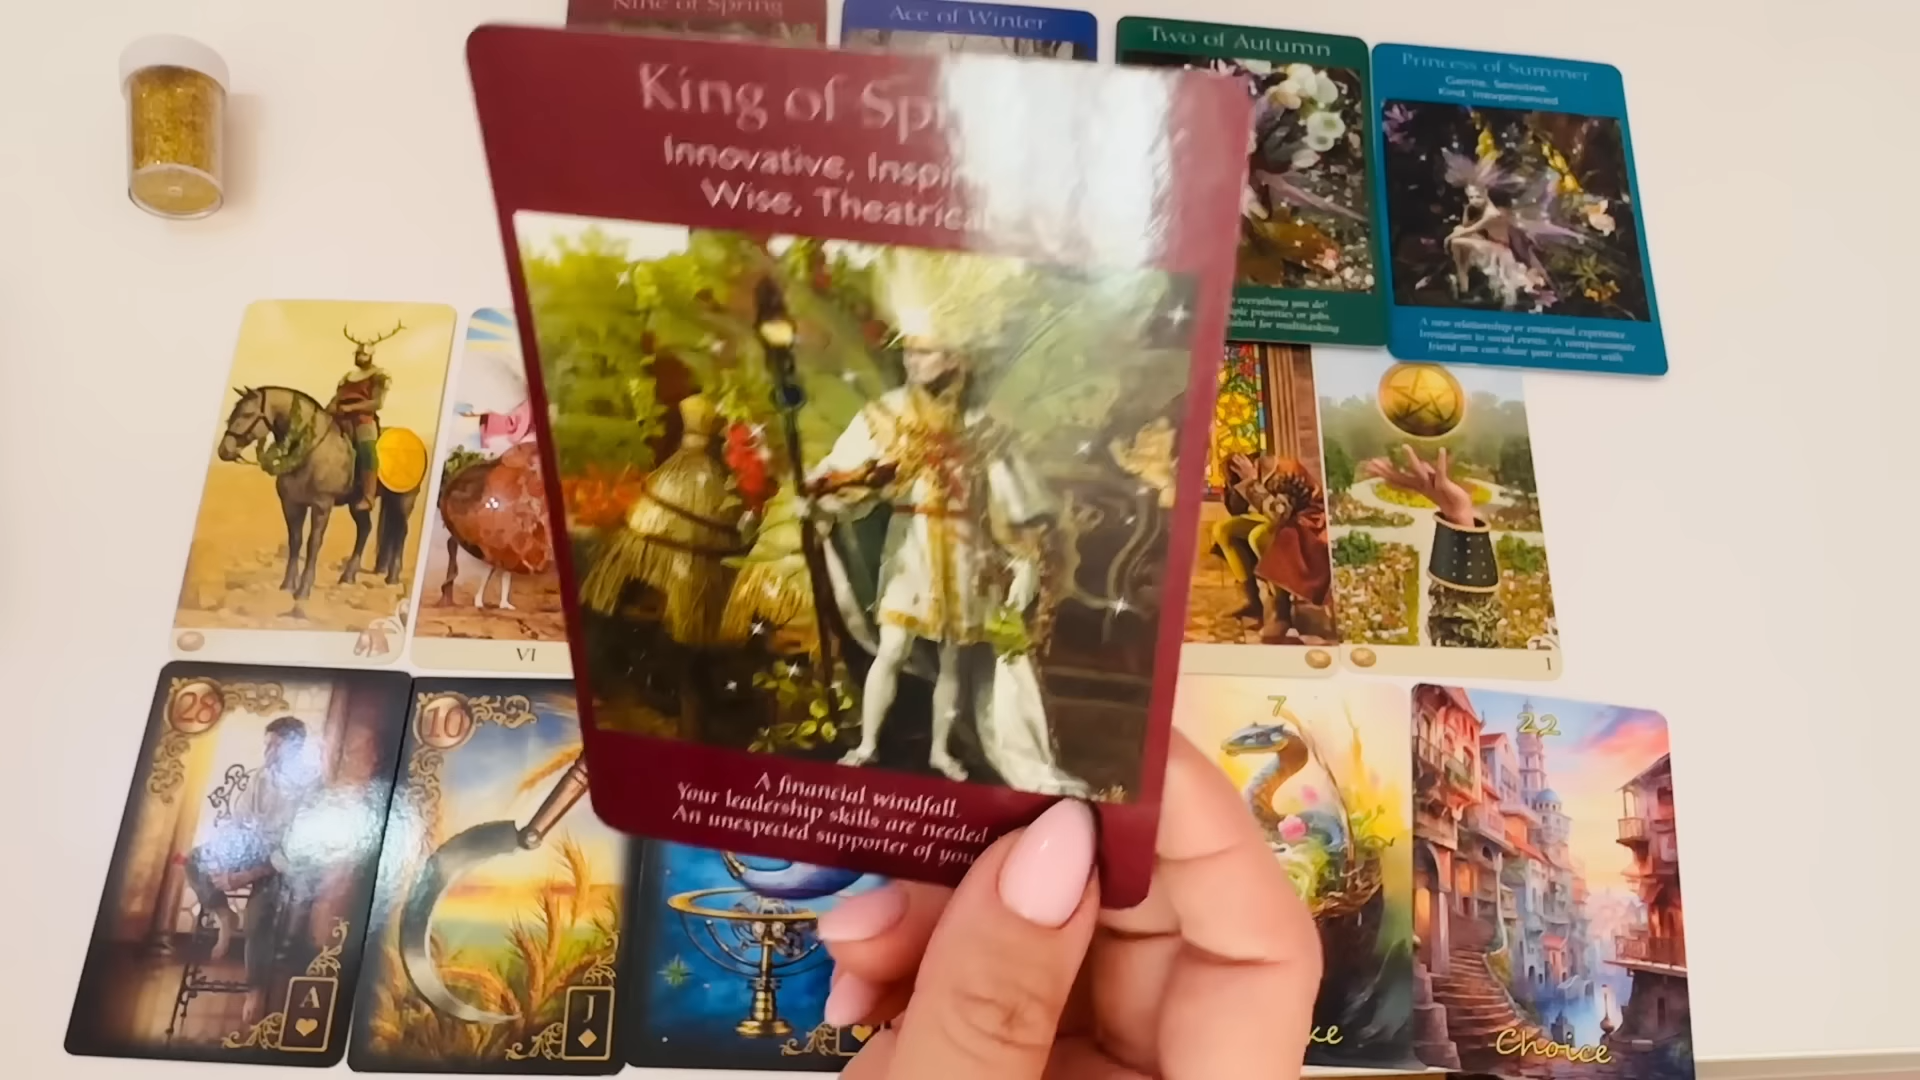 Nine of Spring
Ace of Winter
Two of Autumn
Princess of Summer
Gentle, Sensitive,
Kind, Inexperienced
King of Sp
Innovative, Inspi
Wise, Theatrical
everything you do!
priorities or jobs
talent for multitasking
A new relationship or emotional experience
Invitations to social events. A compassionate
friend you can share your concerns with
VI
1
28
10
7
22
A financial windfall.
Your leadership skills are needed
An unexpected supporter of you
A
J
Choice